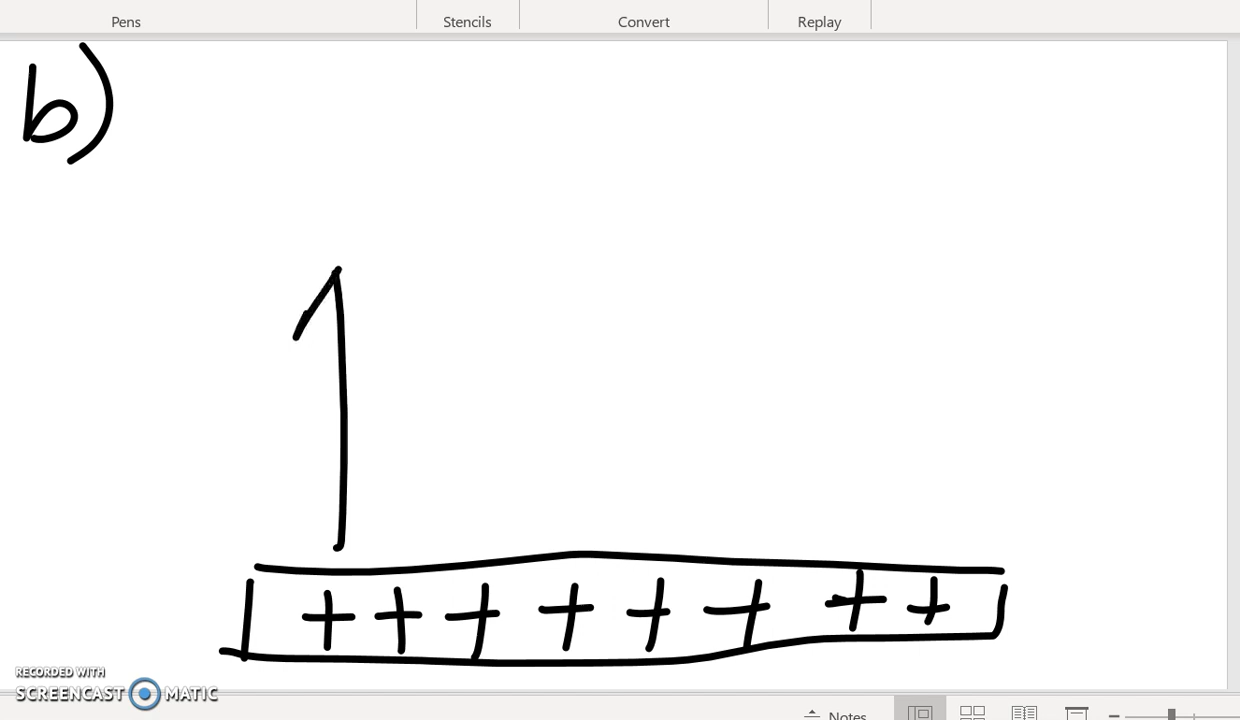 Pens Stencils Convert Replay
b)
+ + + + + + + +
RECORDED WITH
SCREENCAST MATIC
Notes